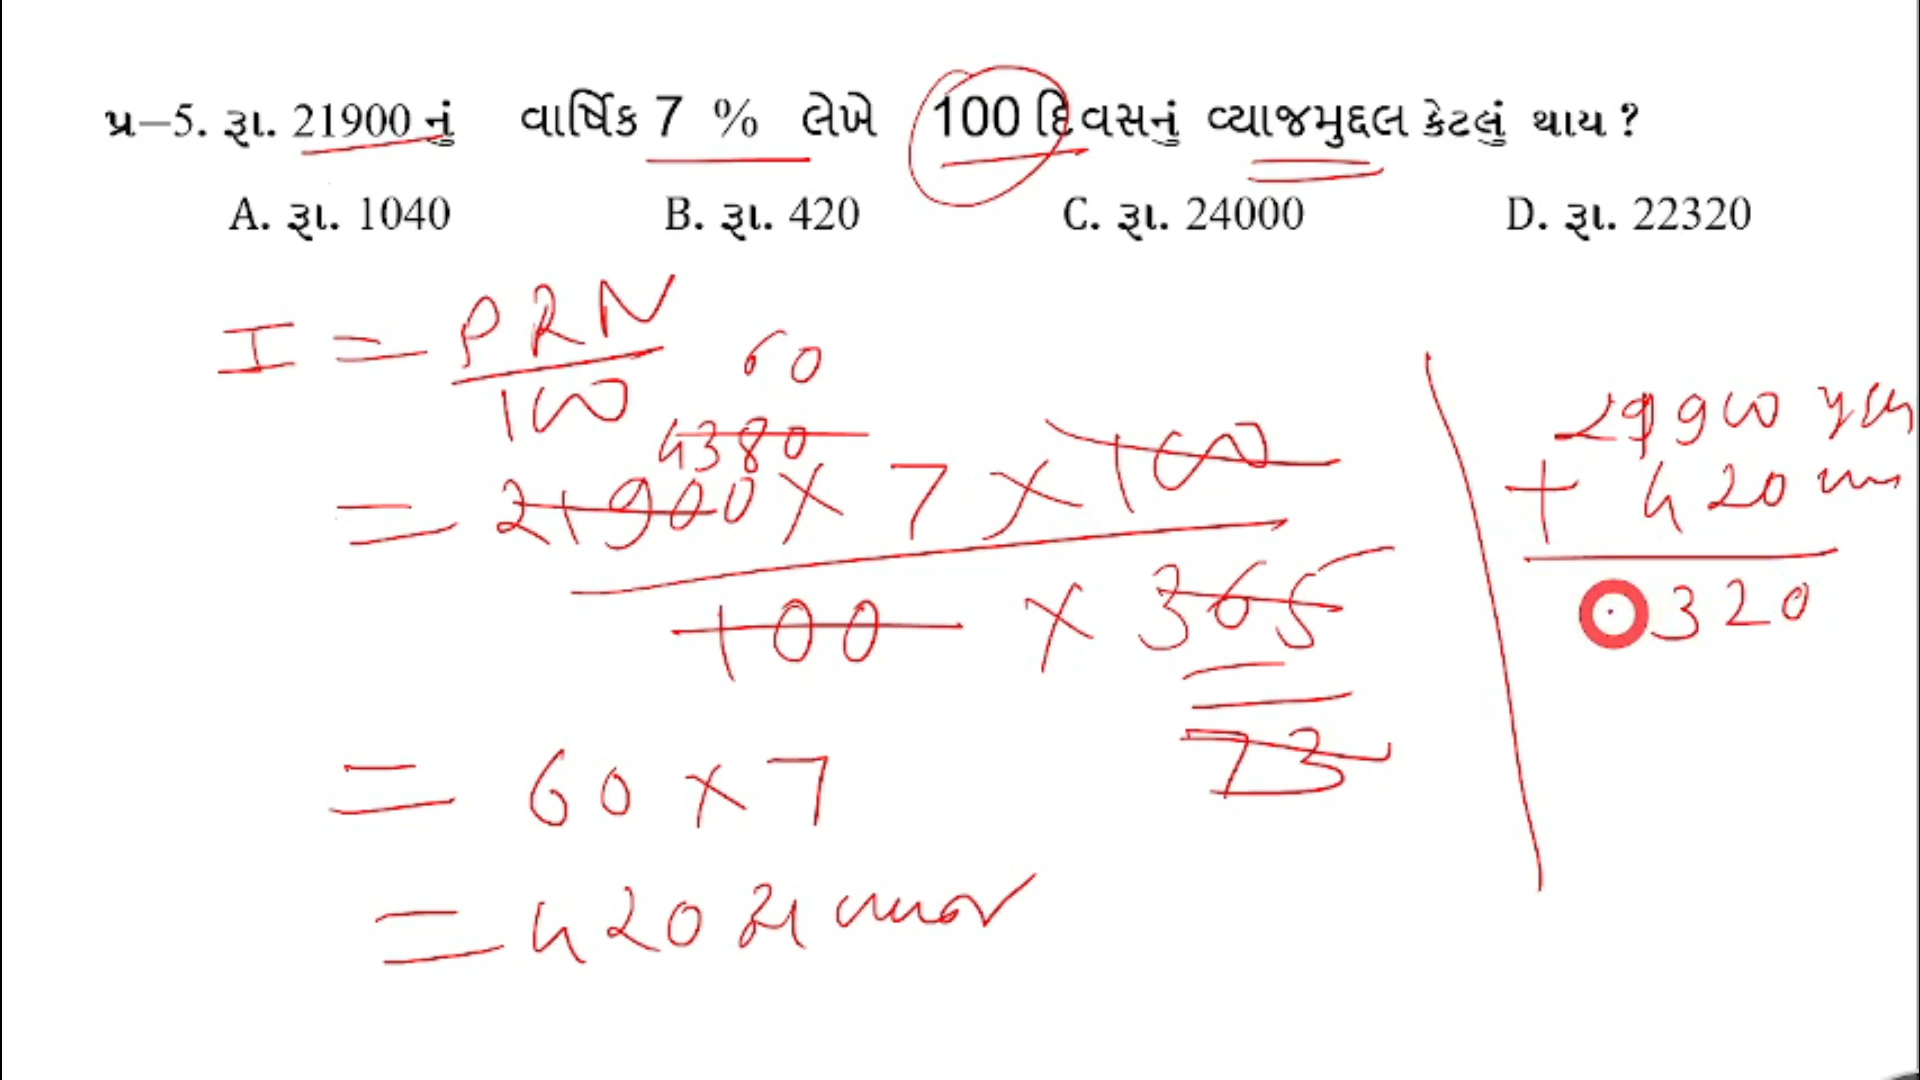 પ્ર–5. રૂા. 21900 નું વાર્ષિક 7 % લેખે 100 દિવસનું વ્યાજમુદ્દલ કેટલું થાય ?
A. રૂા. 1040 B. રૂા. 420 C. રૂા. 24000 D. રૂા. 22320
I = PRN
100
60
4380
= 21900 × 7 × 100
100 × 365
73
= 60 × 7
= 420 રૂા વ્યાજ
21900
+ 420
320